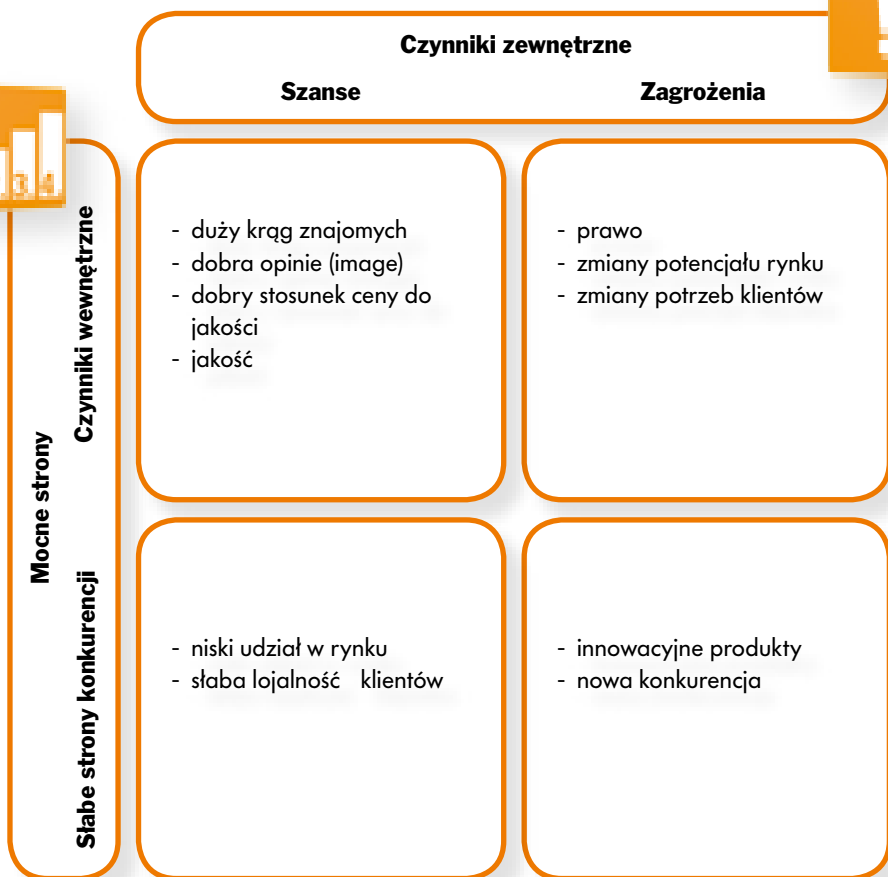 Czynniki zewnętrzne
Szanse
Zagrożenia
3. 4.
Mocne strony
Czynniki wewnętrzne
Słabe strony konkurencji
- duży krąg znajomych
- dobra opinie (image)
- dobry stosunek ceny do
jakości
- jakość
- prawo
- zmiany potencjału rynku
- zmiany potrzeb klientów
- niski udział w rynku
- słaba lojalność klientów
- innowacyjne produkty
- nowa konkurencja